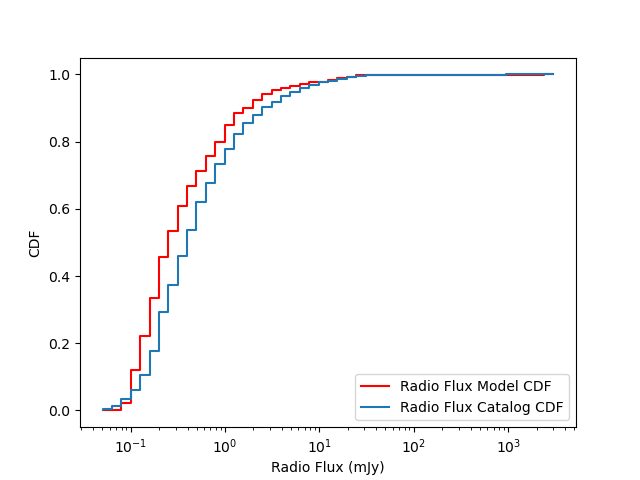 1.0
0.8
0.6
0.4
0.2
0.0
CDF
10⁻¹ 10⁰ 10¹ 10² 10³
Radio Flux (mJy)
Radio Flux Model CDF
Radio Flux Catalog CDF